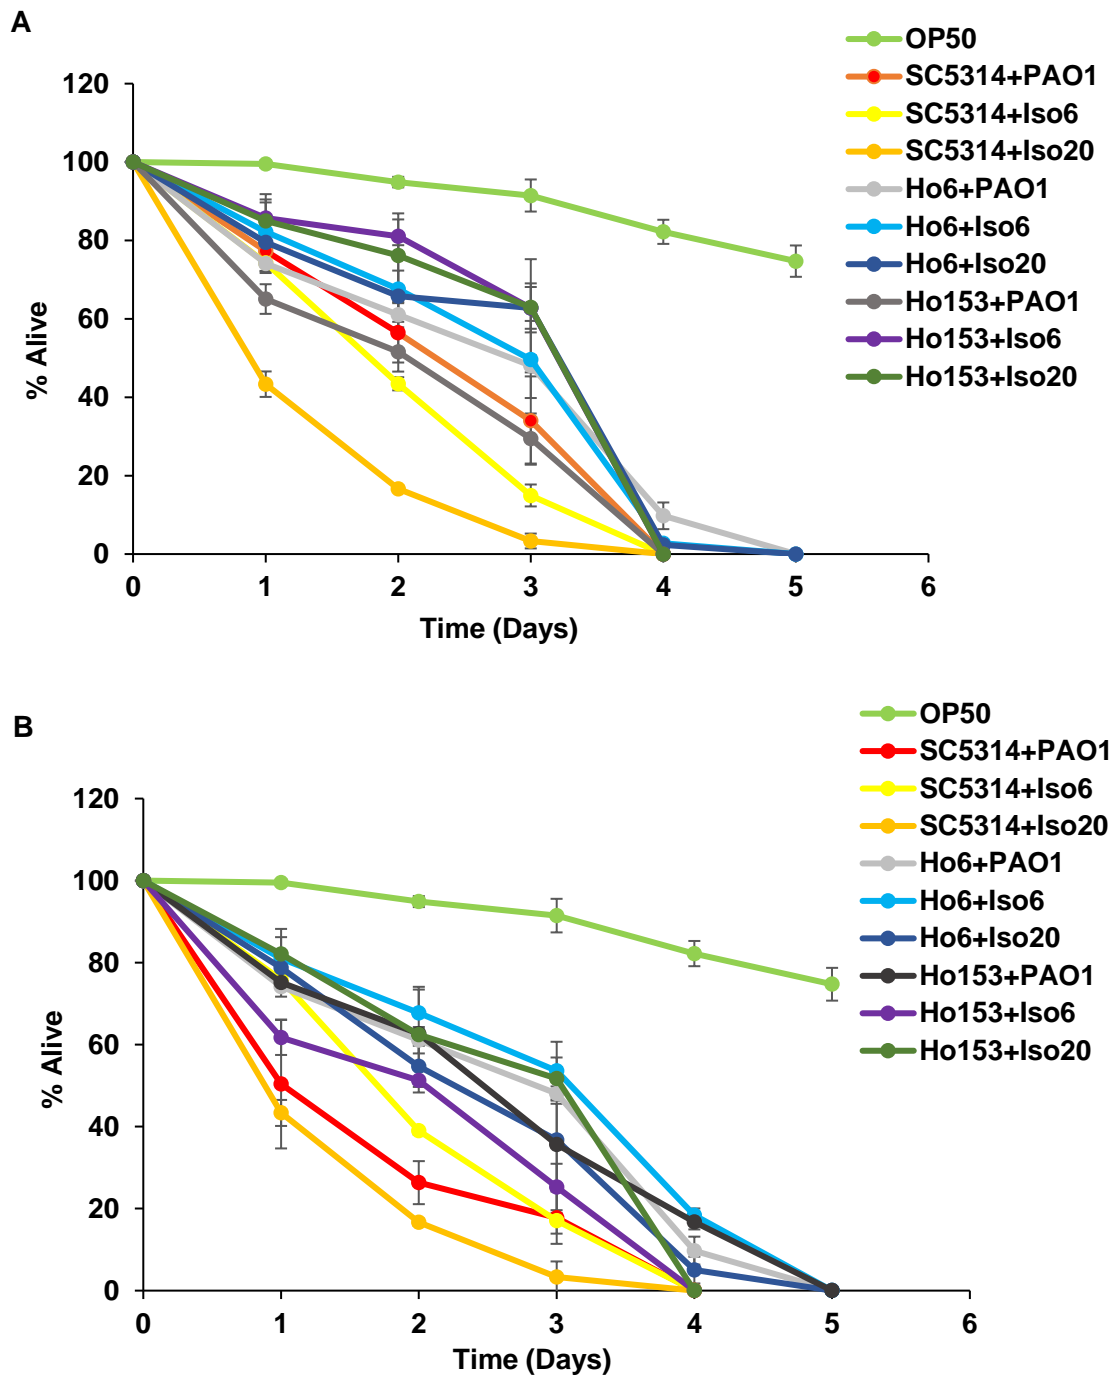 A
OP50
SC5314+PAO1
SC5314+Iso6
SC5314+Iso20
Ho6+PAO1
Ho6+Iso6
Ho6+Iso20
Ho153+PAO1
Ho153+Iso6
Ho153+Iso20
120
100
80
60
40
20
0
% Alive
0 1 2 3 4 5 6
Time (Days)
B
OP50
SC5314+PAO1
SC5314+Iso6
SC5314+Iso20
Ho6+PAO1
Ho6+Iso6
Ho6+Iso20
Ho153+PAO1
Ho153+Iso6
Ho153+Iso20
120
100
80
60
40
20
0
% Alive
0 1 2 3 4 5 6
Time (Days)